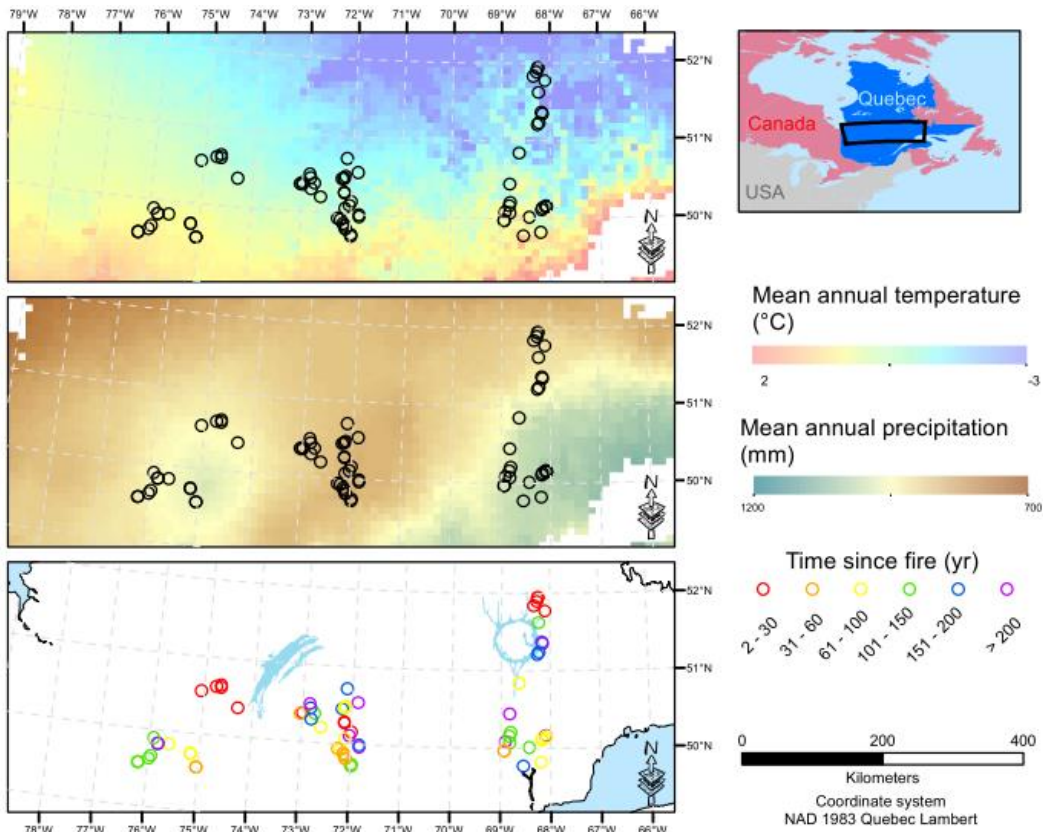 79°W 78°W 77°W 76°W 75°W 74°W 73°W 72°W 71°W 70°W 69°W 68°W 67°W 66°W
52°N
51°N
50°N
N
52°N
51°N
50°N
N
52°N
51°N
50°N
N
78°W 77°W 76°W 75°W 74°W 73°W 72°W 71°W 70°W 69°W 68°W 67°W 66°W
Quebec
Canada
USA
Mean annual temperature
(°C)
2 -3
Mean annual precipitation
(mm)
1200 700
Time since fire (yr)
2 - 30 31 - 60 61 - 100 101 - 150 151 - 200 > 200
0 200 400
Kilometers
Coordinate system
NAD 1983 Quebec Lambert